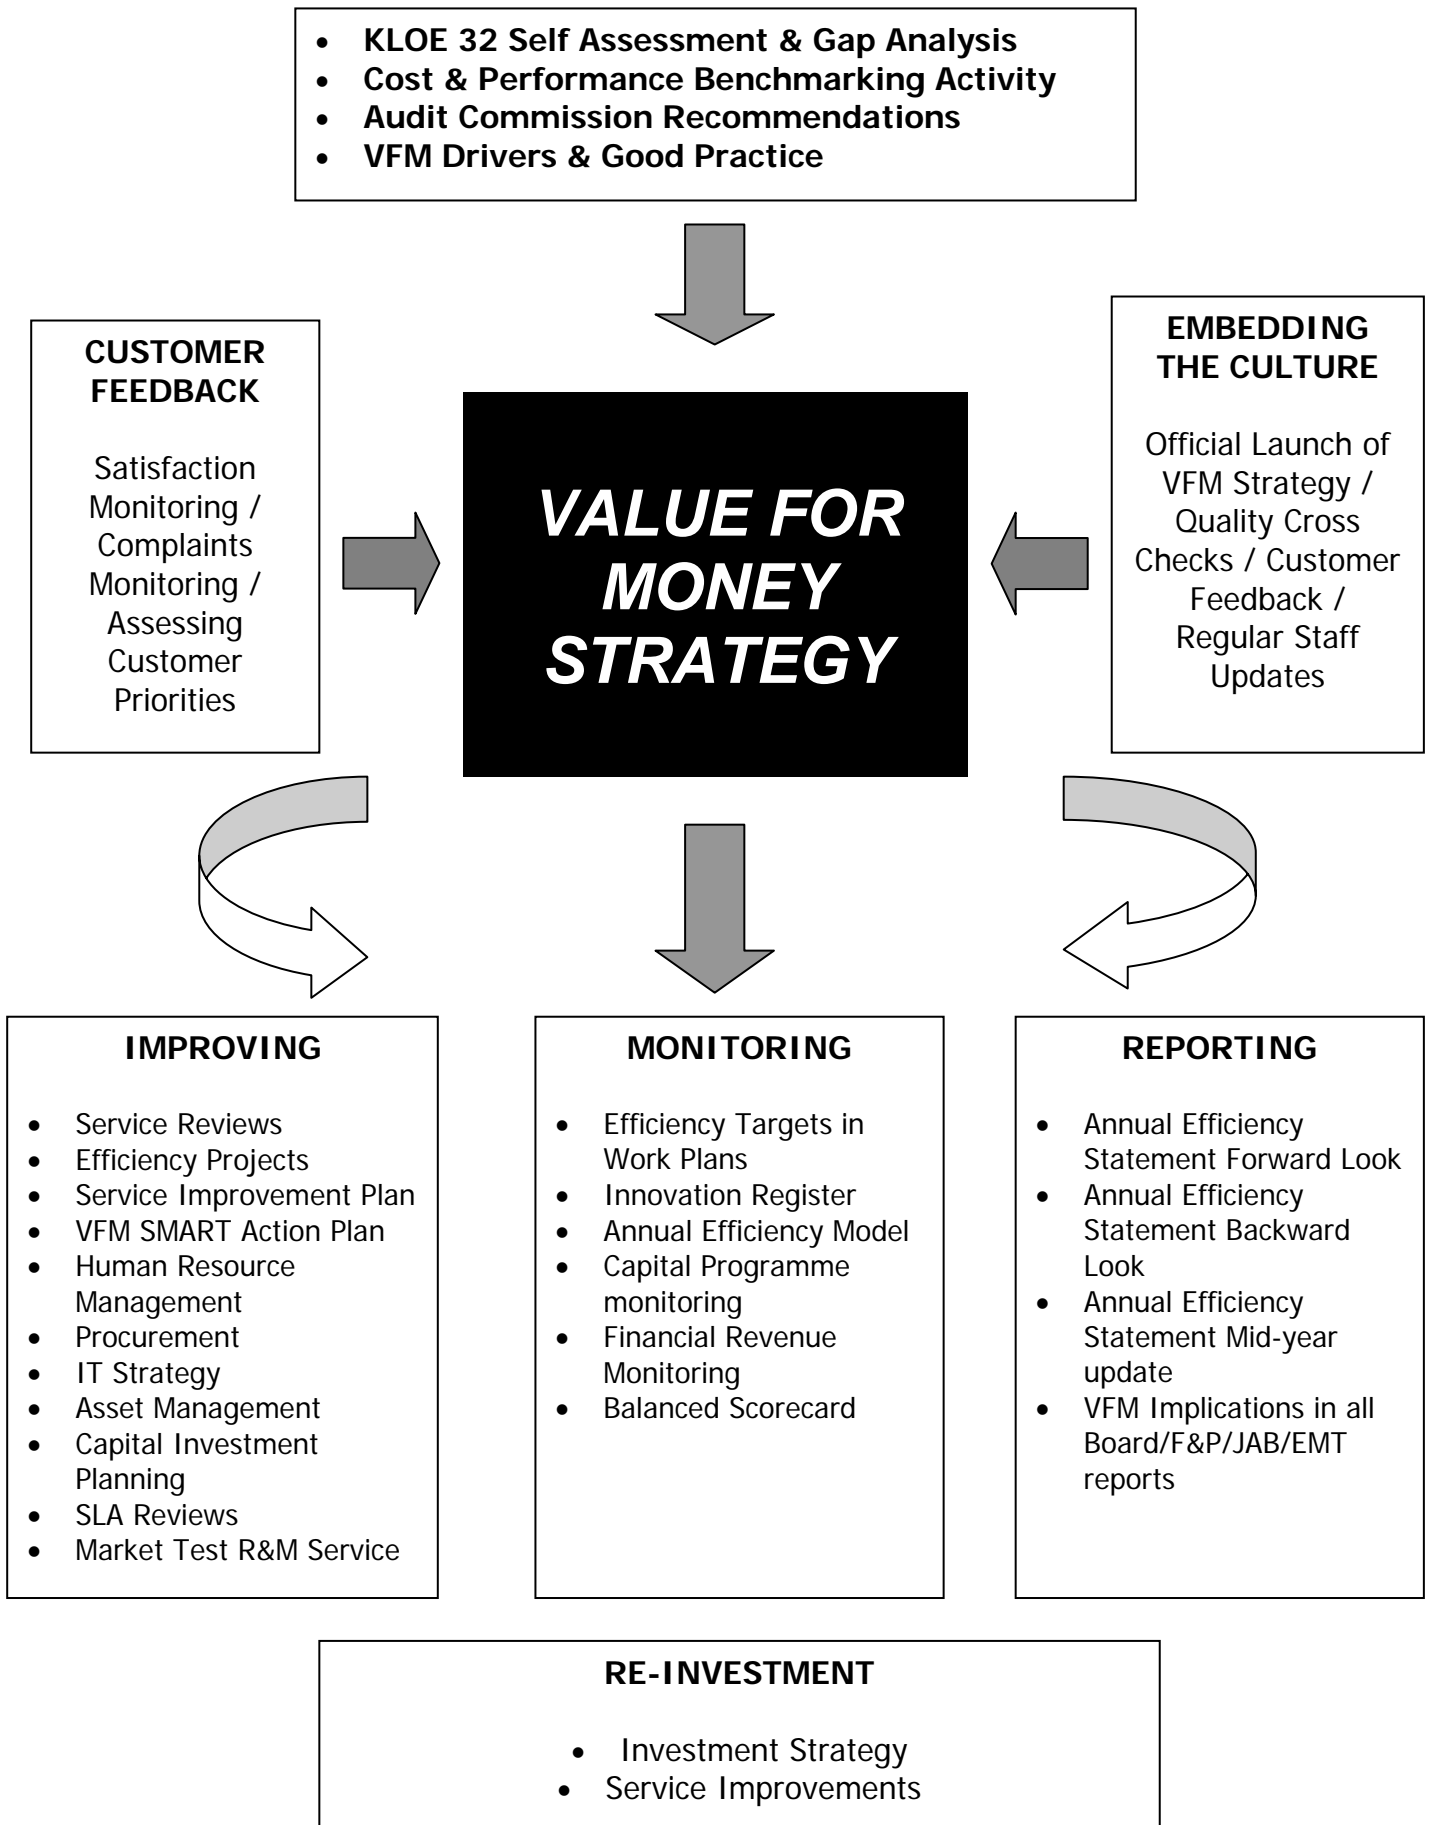 • KLOE 32 Self Assessment & Gap Analysis
• Cost & Performance Benchmarking Activity
• Audit Commission Recommendations
• VFM Drivers & Good Practice
CUSTOMER
FEEDBACK
Satisfaction
Monitoring /
Complaints
Monitoring /
Assessing
Customer
Priorities
VALUE FOR
MONEY
STRATEGY
EMBEDDING
THE CULTURE
Official Launch of
VFM Strategy /
Quality Cross
Checks / Customer
Feedback /
Regular Staff
Updates
IMPROVING
• Service Reviews
• Efficiency Projects
• Service Improvement Plan
• VFM SMART Action Plan
• Human Resource
Management
• Procurement
• IT Strategy
• Asset Management
• Capital Investment
Planning
• SLA Reviews
• Market Test R&M Service
MONITORING
• Efficiency Targets in
Work Plans
• Innovation Register
• Annual Efficiency Model
• Capital Programme
monitoring
• Financial Revenue
Monitoring
• Balanced Scorecard
REPORTING
• Annual Efficiency
Statement Forward Look
• Annual Efficiency
Statement Backward
Look
• Annual Efficiency
Statement Mid-year
update
• VFM Implications in all
Board/F&P/JAB/EMT
reports
RE-INVESTMENT
• Investment Strategy
• Service Improvements